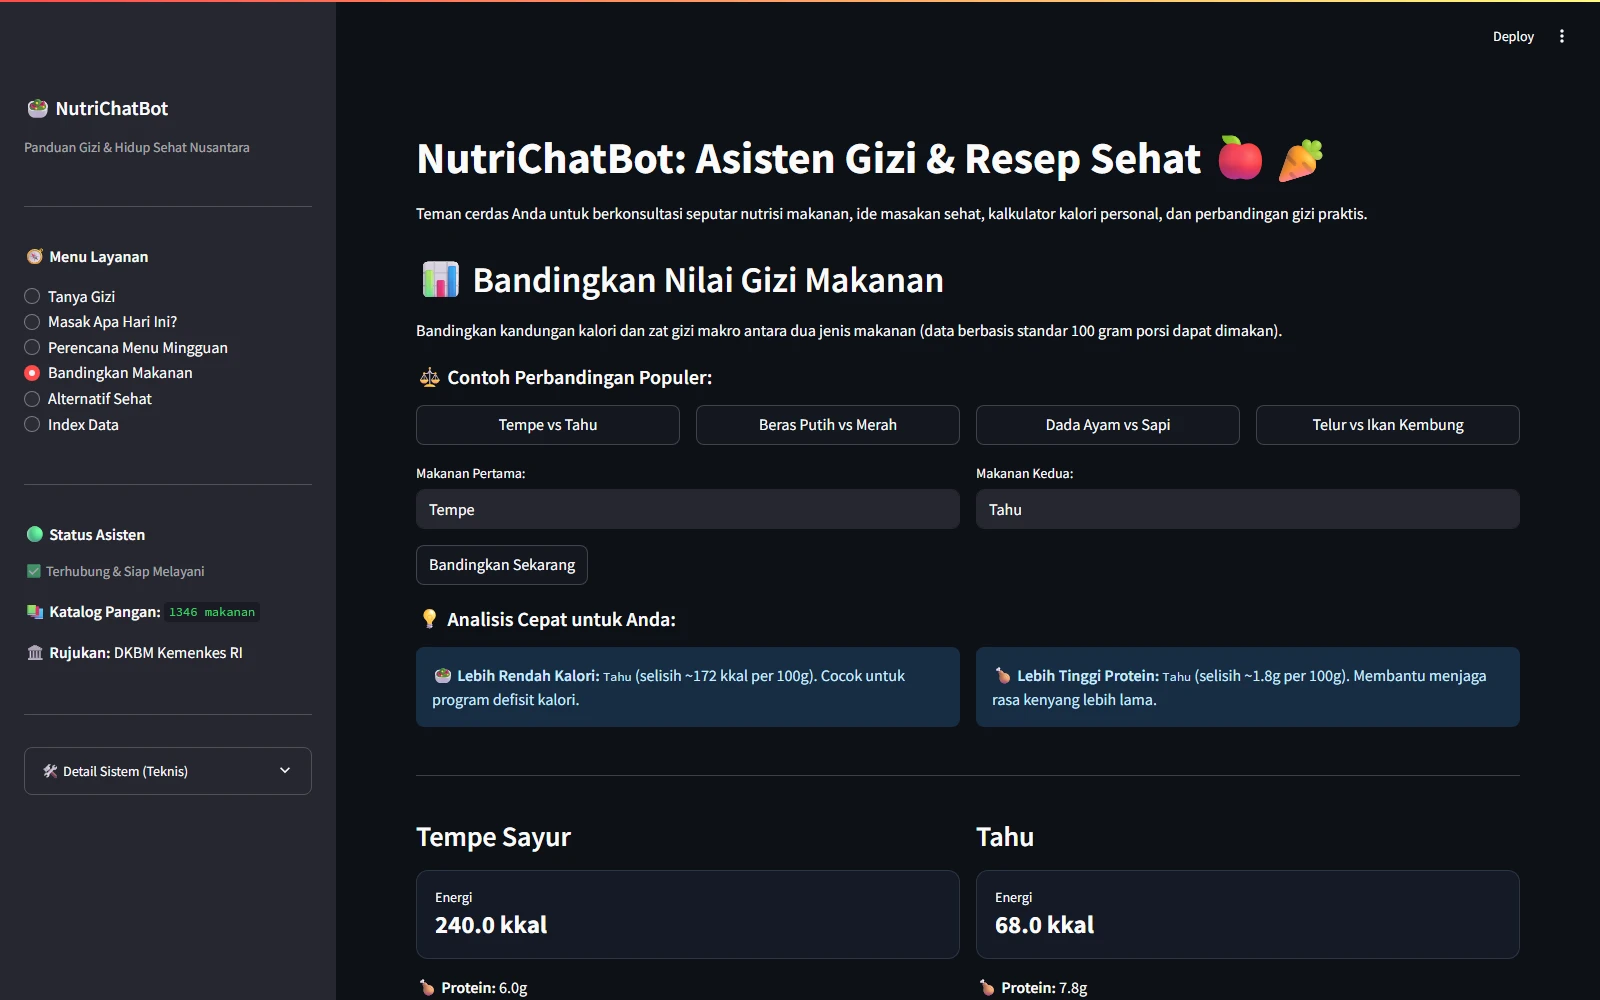 Deploy
NutriChatBot
Panduan Gizi & Hidup Sehat Nusantara
Menu Layanan
Tanya Gizi
Masak Apa Hari Ini?
Perencana Menu Mingguan
Bandingkan Makanan
Alternatif Sehat
Index Data
Status Asisten
Terhubung & Siap Melayani
Katalog Pangan: 1346 makanan
Rujukan: DKBM Kemenkes RI
Detail Sistem (Teknis)
NutriChatBot: Asisten Gizi & Resep Sehat
Teman cerdas Anda untuk berkonsultasi seputar nutrisi makanan, ide masakan sehat, kalkulator kalori personal, dan perbandingan gizi praktis.
Bandingkan Nilai Gizi Makanan
Bandingkan kandungan kalori dan zat gizi makro antara dua jenis makanan (data berbasis standar 100 gram porsi dapat dimakan).
Contoh Perbandingan Populer:
Tempe vs Tahu
Beras Putih vs Merah
Dada Ayam vs Sapi
Telur vs Ikan Kembung
Makanan Pertama:
Tempe
Makanan Kedua:
Tahu
Bandingkan Sekarang
Analisis Cepat untuk Anda:
Lebih Rendah Kalori: Tahu (selisih ~172 kkal per 100g). Cocok untuk
program defisit kalori.
Lebih Tinggi Protein: Tahu (selisih ~1.8g per 100g). Membantu menjaga
rasa kenyang lebih lama.
Tempe Sayur
Energi
240.0 kkal
Protein: 6.0g
Tahu
Energi
68.0 kkal
Protein: 7.8g